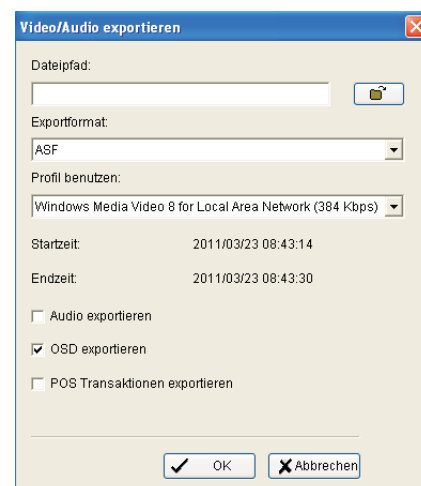 Video/Audio exportieren
Dateipfad:
Exportformat:
ASF
Profil benutzen:
Windows Media Video 8 for Local Area Network (384 Kbps)
Startzeit: 2011/03/23 08:43:14
Endzeit: 2011/03/23 08:43:30
Audio exportieren
OSD exportieren
POS Transaktionen exportieren
OK Abbrechen